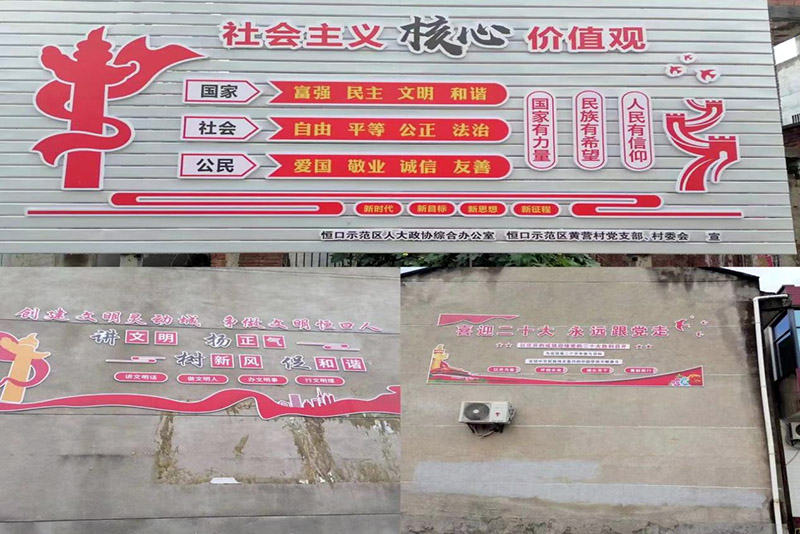 社会主义 核心 价值观
国家 富强 民主 文明 和谐
社会 自由 平等 公正 法治
公民 爱国 敬业 诚信 友善
国家有力量
民族有希望
人民有信仰
新时代 新目标 新思想 新征程
恒口示范区人大政协综合办公室 恒口示范区黄营村党支部、村委会 宣
创建文明灵动城 争做文明恒口人
讲文明 扬正气
树新风 促和谐
讲文明话 做文明人 办文明事 行文明理
喜迎二十大 永远跟党走